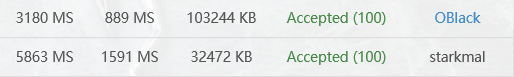 3180 MS 889 MS 103244 KB Accepted (100) OBlack
5863 MS 1591 MS 32472 KB Accepted (100) starkmal